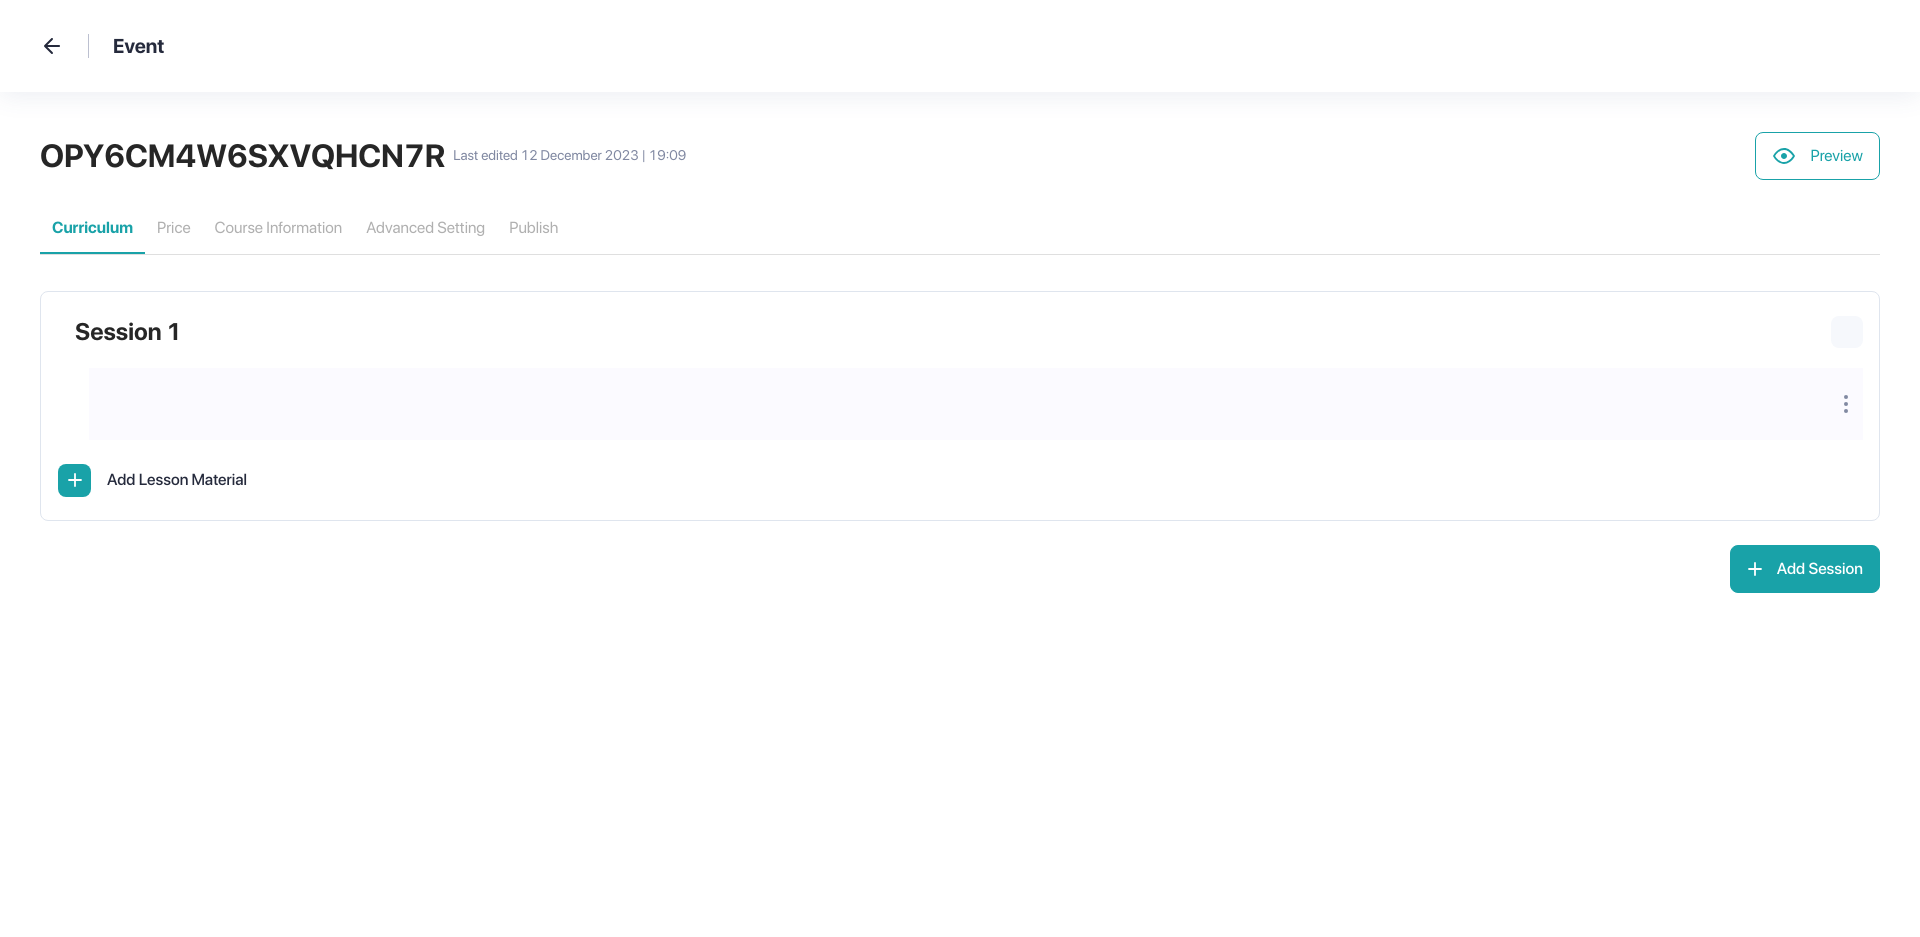 Event
OPY6CM4W6SXVQHCN7R Last edited 12 December 2023 | 19:09
Preview
Curriculum Price Course Information Advanced Setting Publish
Session 1
Add Lesson Material
Add Session